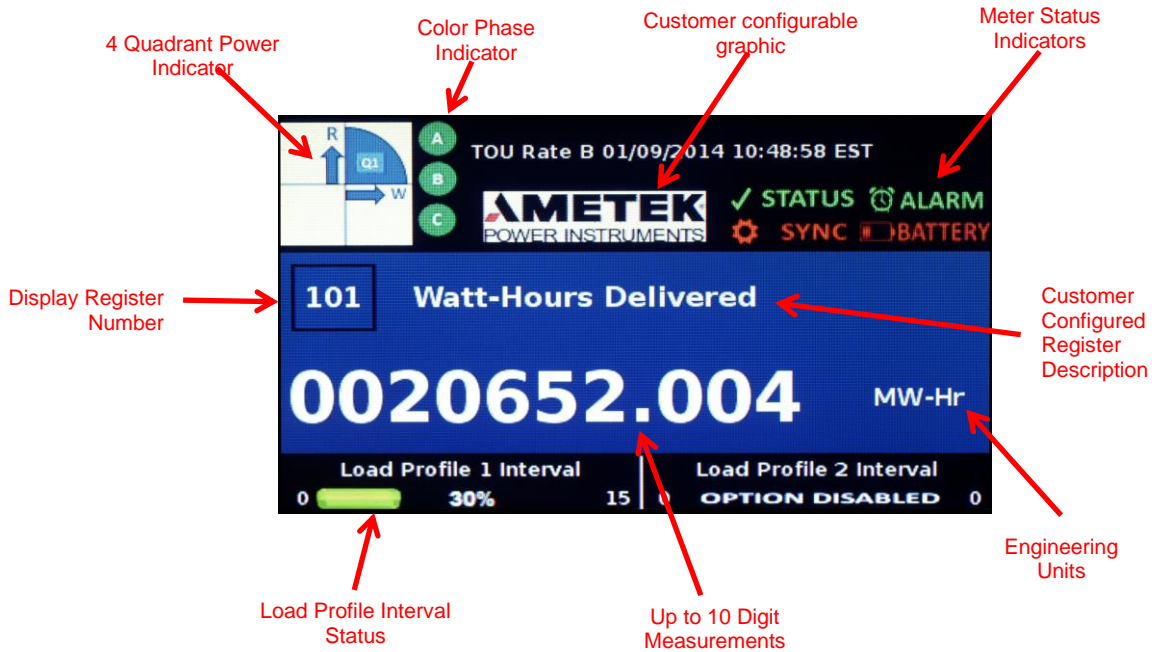 4 Quadrant Power
Indicator
Color Phase
Indicator
Customer configurable
graphic
Meter Status
Indicators
R
Q1
W
A
B
C
TOU Rate B 01/09/2014 10:48:58 EST
AMETEK
POWER INSTRUMENTS
STATUS
ALARM
SYNC
BATTERY
Display Register
Number
101
Watt-Hours Delivered
Customer
Configured
Register
Description
0020652.004
MW-Hr
Load Profile 1 Interval
0 30% 15
Load Profile 2 Interval
0 OPTION DISABLED 0
Engineering
Units
Load Profile Interval
Status
Up to 10 Digit
Measurements